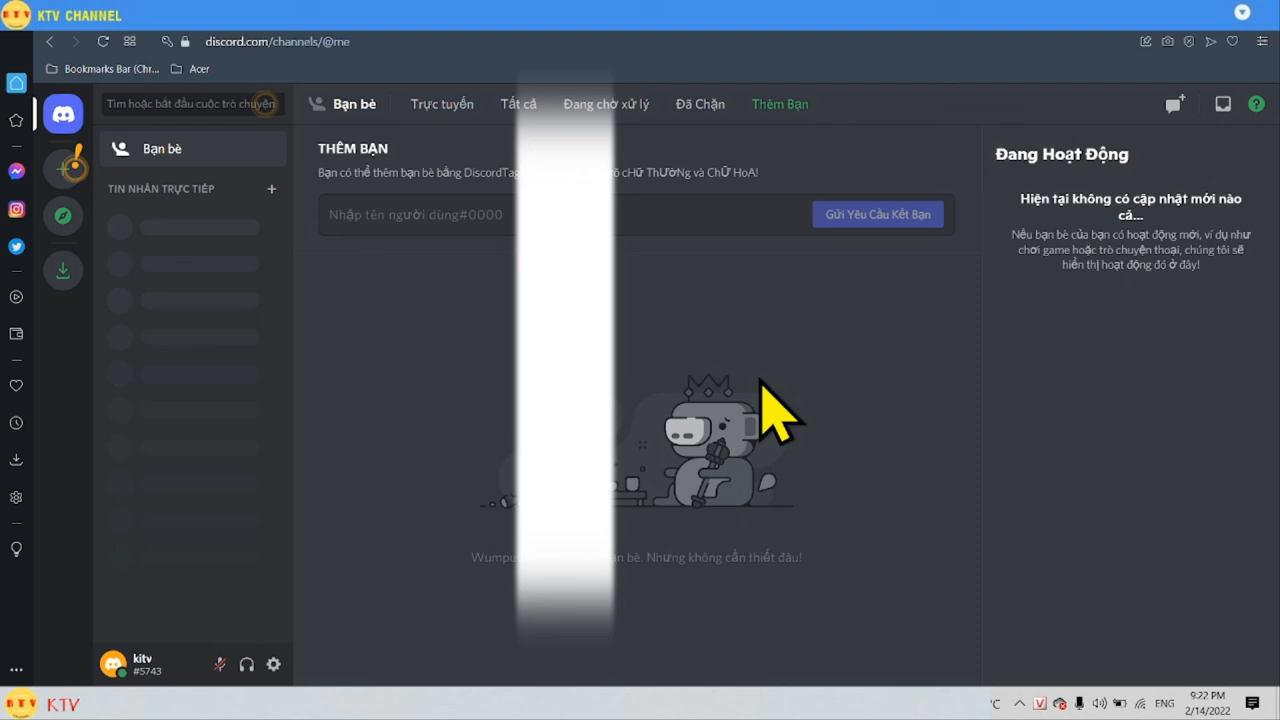 KTV CHANNEL
discord.com/channels/@me
Bookmarks Bar (Chr...
Acer
Tìm hoặc bắt đầu cuộc trò chuyện
Bạn bè
Trực tuyến
Tất cả
Đang chờ xử lý
Đã Chặn
Thêm Bạn
Bạn bè
TIN NHẮN TRỰC TIẾP
THÊM BẠN
Bạn có thể thêm bạn bè bằng DiscordTag
cHữ ThƯỜNg và ChỮ HoA!
Nhập tên người dùng#0000
Gửi Yêu Cầu Kết Bạn
Đang Hoạt Động
Hiện tại không có cập nhật mới nào
cả...
Nếu bạn bè của bạn có hoạt động mới, ví dụ như
chơi game hoặc trò chuyện thoại, chúng tôi sẽ
hiển thị hoạt động đó ở đây!
bè. Nhưng không cần thiết đâu!
kitv
#5743
KTV
KTV
°C
ENG
9:22 PM
2/14/2022